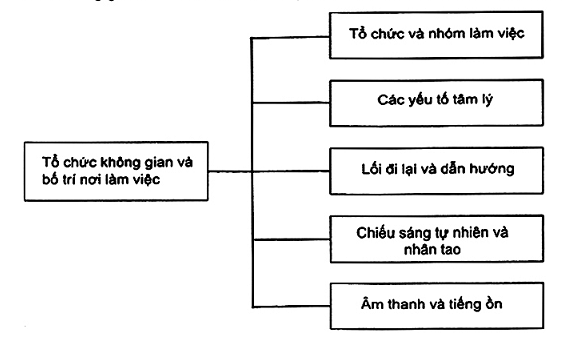 Tổ chức và nhóm làm việc
Các yếu tố tâm lý
Tổ chức không gian và
bố trí nơi làm việc
Lối đi lại và dẫn hướng
Chiếu sáng tự nhiên và
nhân tao
Âm thanh và tiếng ồn